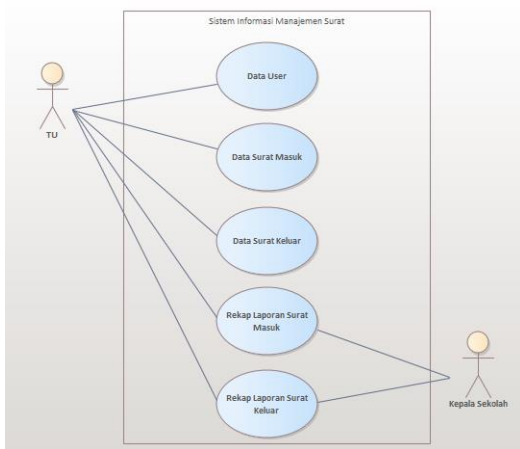 Sistem Informasi Manajemen Surat
Data User
TU
Data Surat Masuk
Data Surat Keluar
Rekap Laporan Surat
Masuk
Rekap Laporan Surat
Keluar
Kepala Sekolah